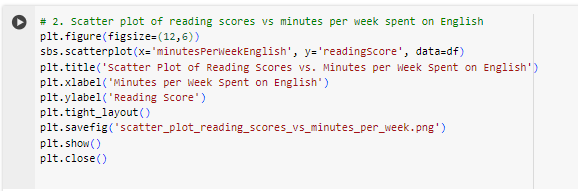 # 2. Scatter plot of reading scores vs minutes per week spent on English
plt.figure(figsize=(12,6))
sbs.scatterplot(x='minutesPerWeekEnglish', y='readingScore', data=df)
plt.title('Scatter Plot of Reading Scores vs. Minutes per Week Spent on English')
plt.xlabel('Minutes per Week Spent on English')
plt.ylabel('Reading Score')
plt.tight_layout()
plt.savefig('scatter_plot_reading_scores_vs_minutes_per_week.png')
plt.show()
plt.close()